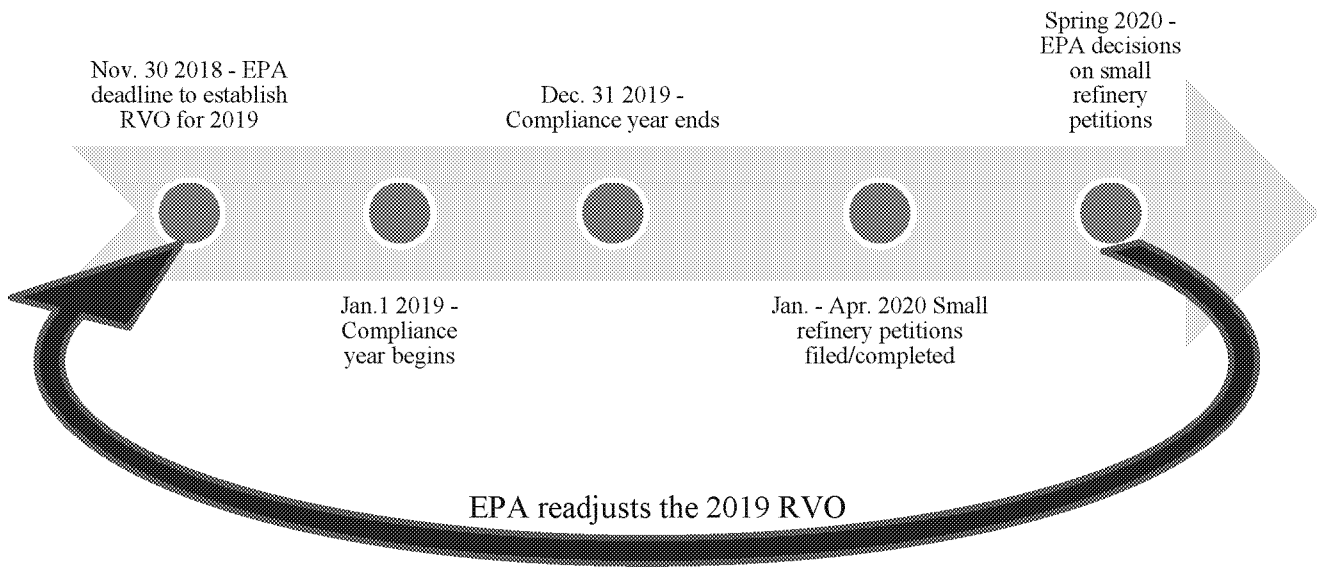 Nov. 30 2018 - EPA
deadline to establish
RVO for 2019
Jan.1 2019 -
Compliance
year begins
Dec. 31 2019 -
Compliance year ends
Jan. - Apr. 2020 Small
refinery petitions
filed/completed
Spring 2020 -
EPA decisions
on small
refinery
petitions
EPA readjusts the 2019 RVO